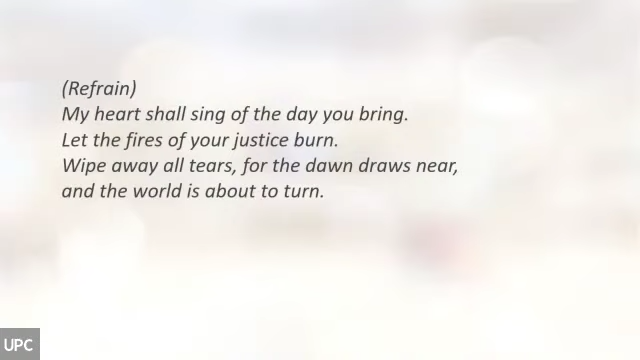 (Refrain)
My heart shall sing of the day you bring.
Let the fires of your justice burn.
Wipe away all tears, for the dawn draws near,
and the world is about to turn.
UPC